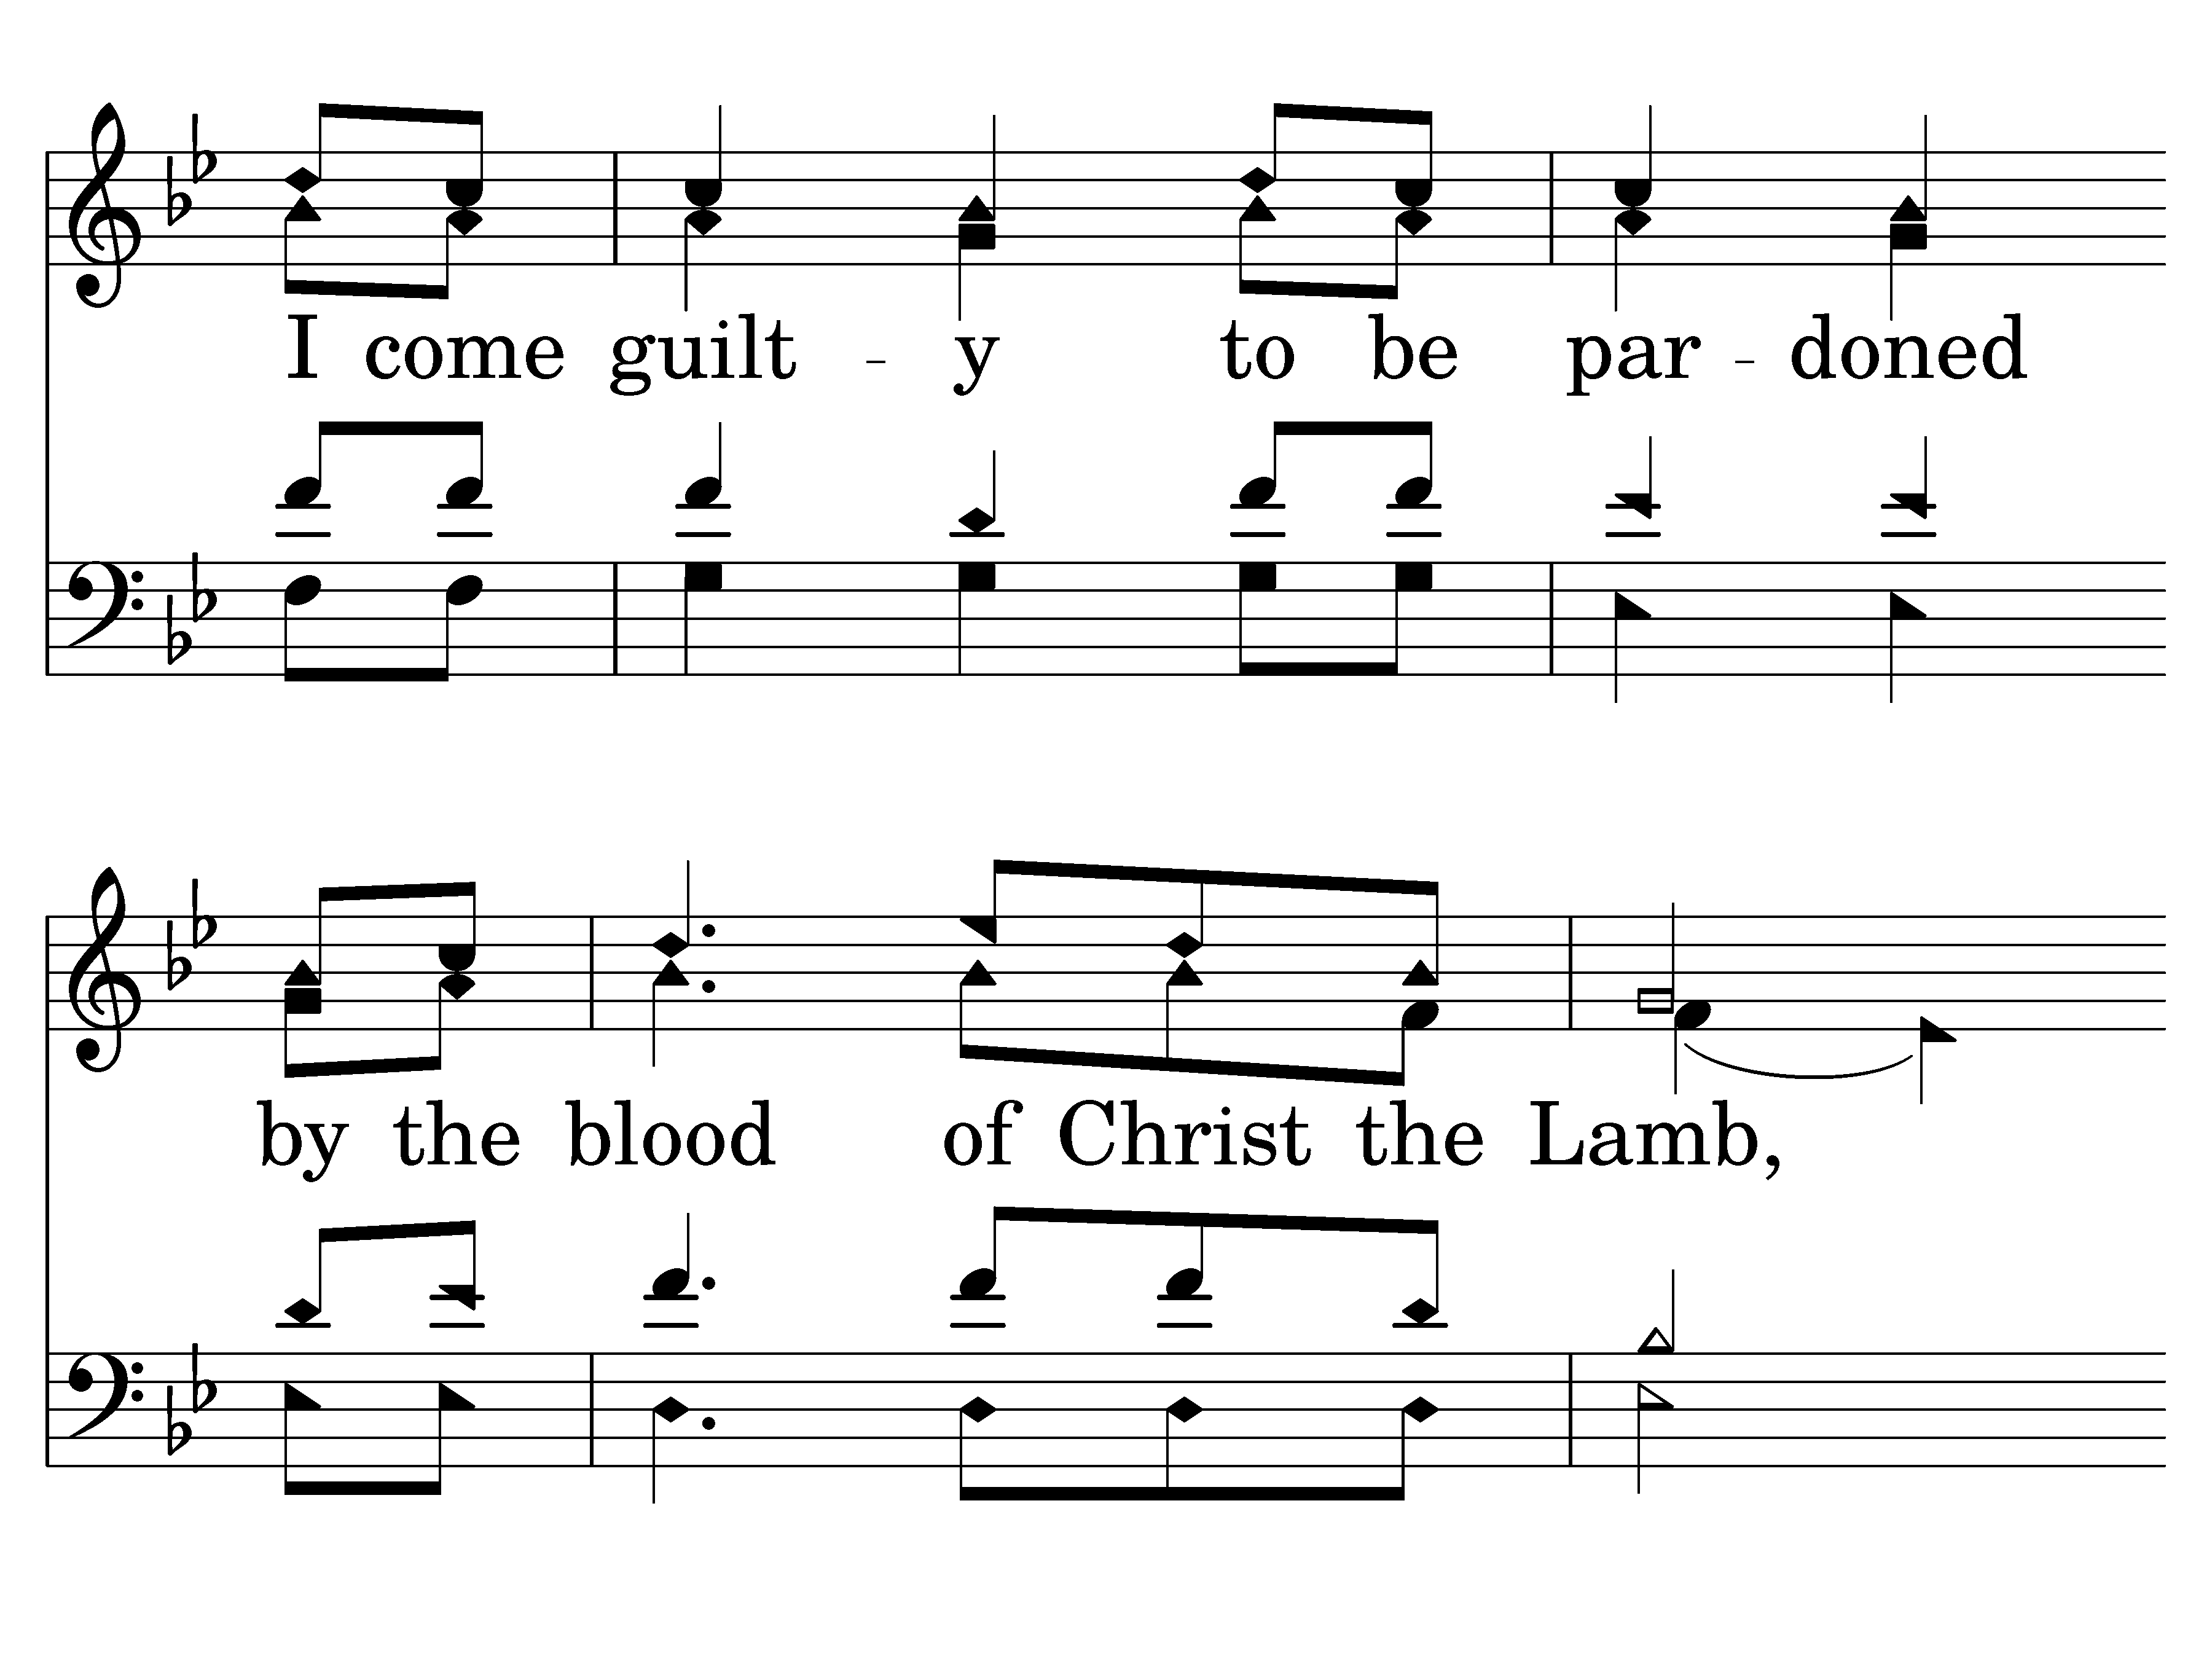 I come guilt - y to be par - doned
by the blood of Christ the Lamb,